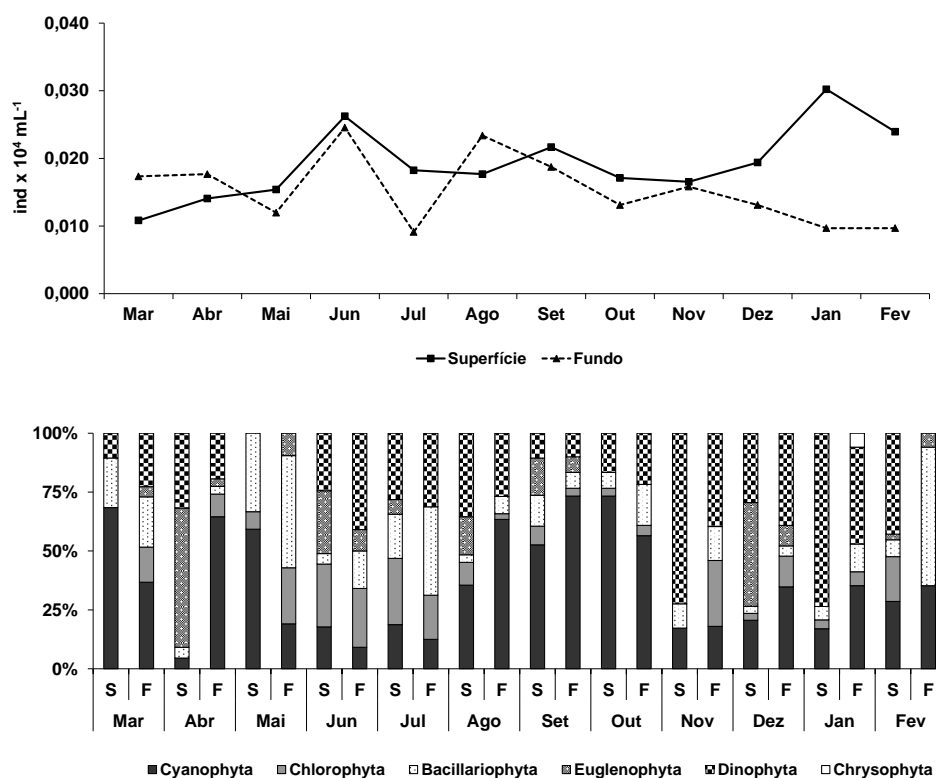 0,040
0,030
0,020
0,010
0,000
ind x 10⁴ mL⁻¹
Mar Abr Mai Jun Jul Ago Set Out Nov Dez Jan Fev
Superfície Fundo
100%
75%
50%
25%
0%
S F S F S F S F S F S F S F S F S F S F S F S F
Mar Abr Mai Jun Jul Ago Set Out Nov Dez Jan Fev
Cyanophyta Chlorophyta Bacillariophyta Euglenophyta Dinophyta Chrysophyta